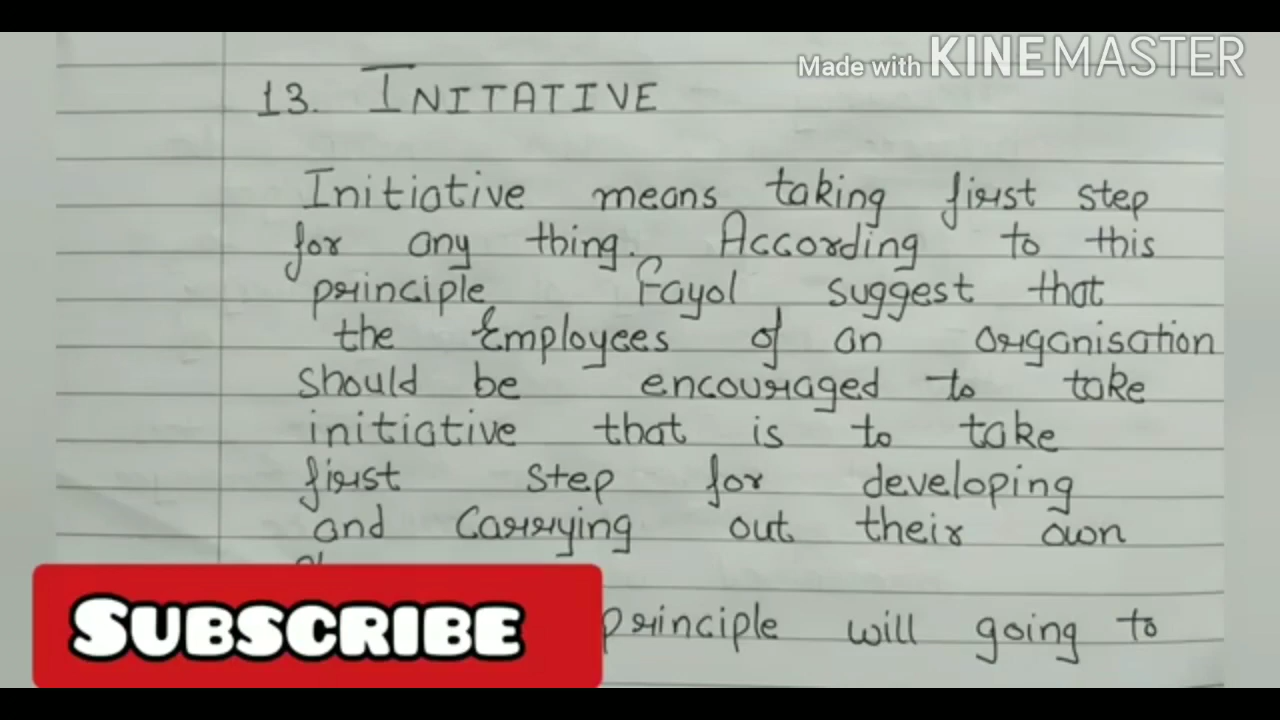 Made with KINEMASTER
13. INITATIVE
Initiative means taking first step
for any thing. According to this
principle Fayol suggest that
the Employees of an organisation
should be encouraged to take
initiative that is to take
first step for developing
and carrying out their own
SUBSCRIBE
principle will going to